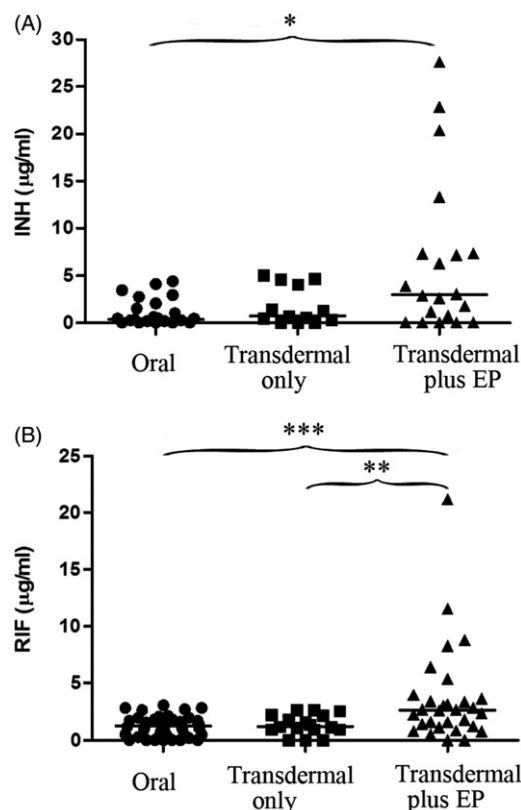 (A)
*
30
25
20
15
10
5
0
INH (μg/ml)
Oral
Transdermal
only
Transdermal
plus EP
(B)
***
**
25
20
15
10
5
0
RIF (μg/ml)
Oral
Transdermal
only
Transdermal
plus EP